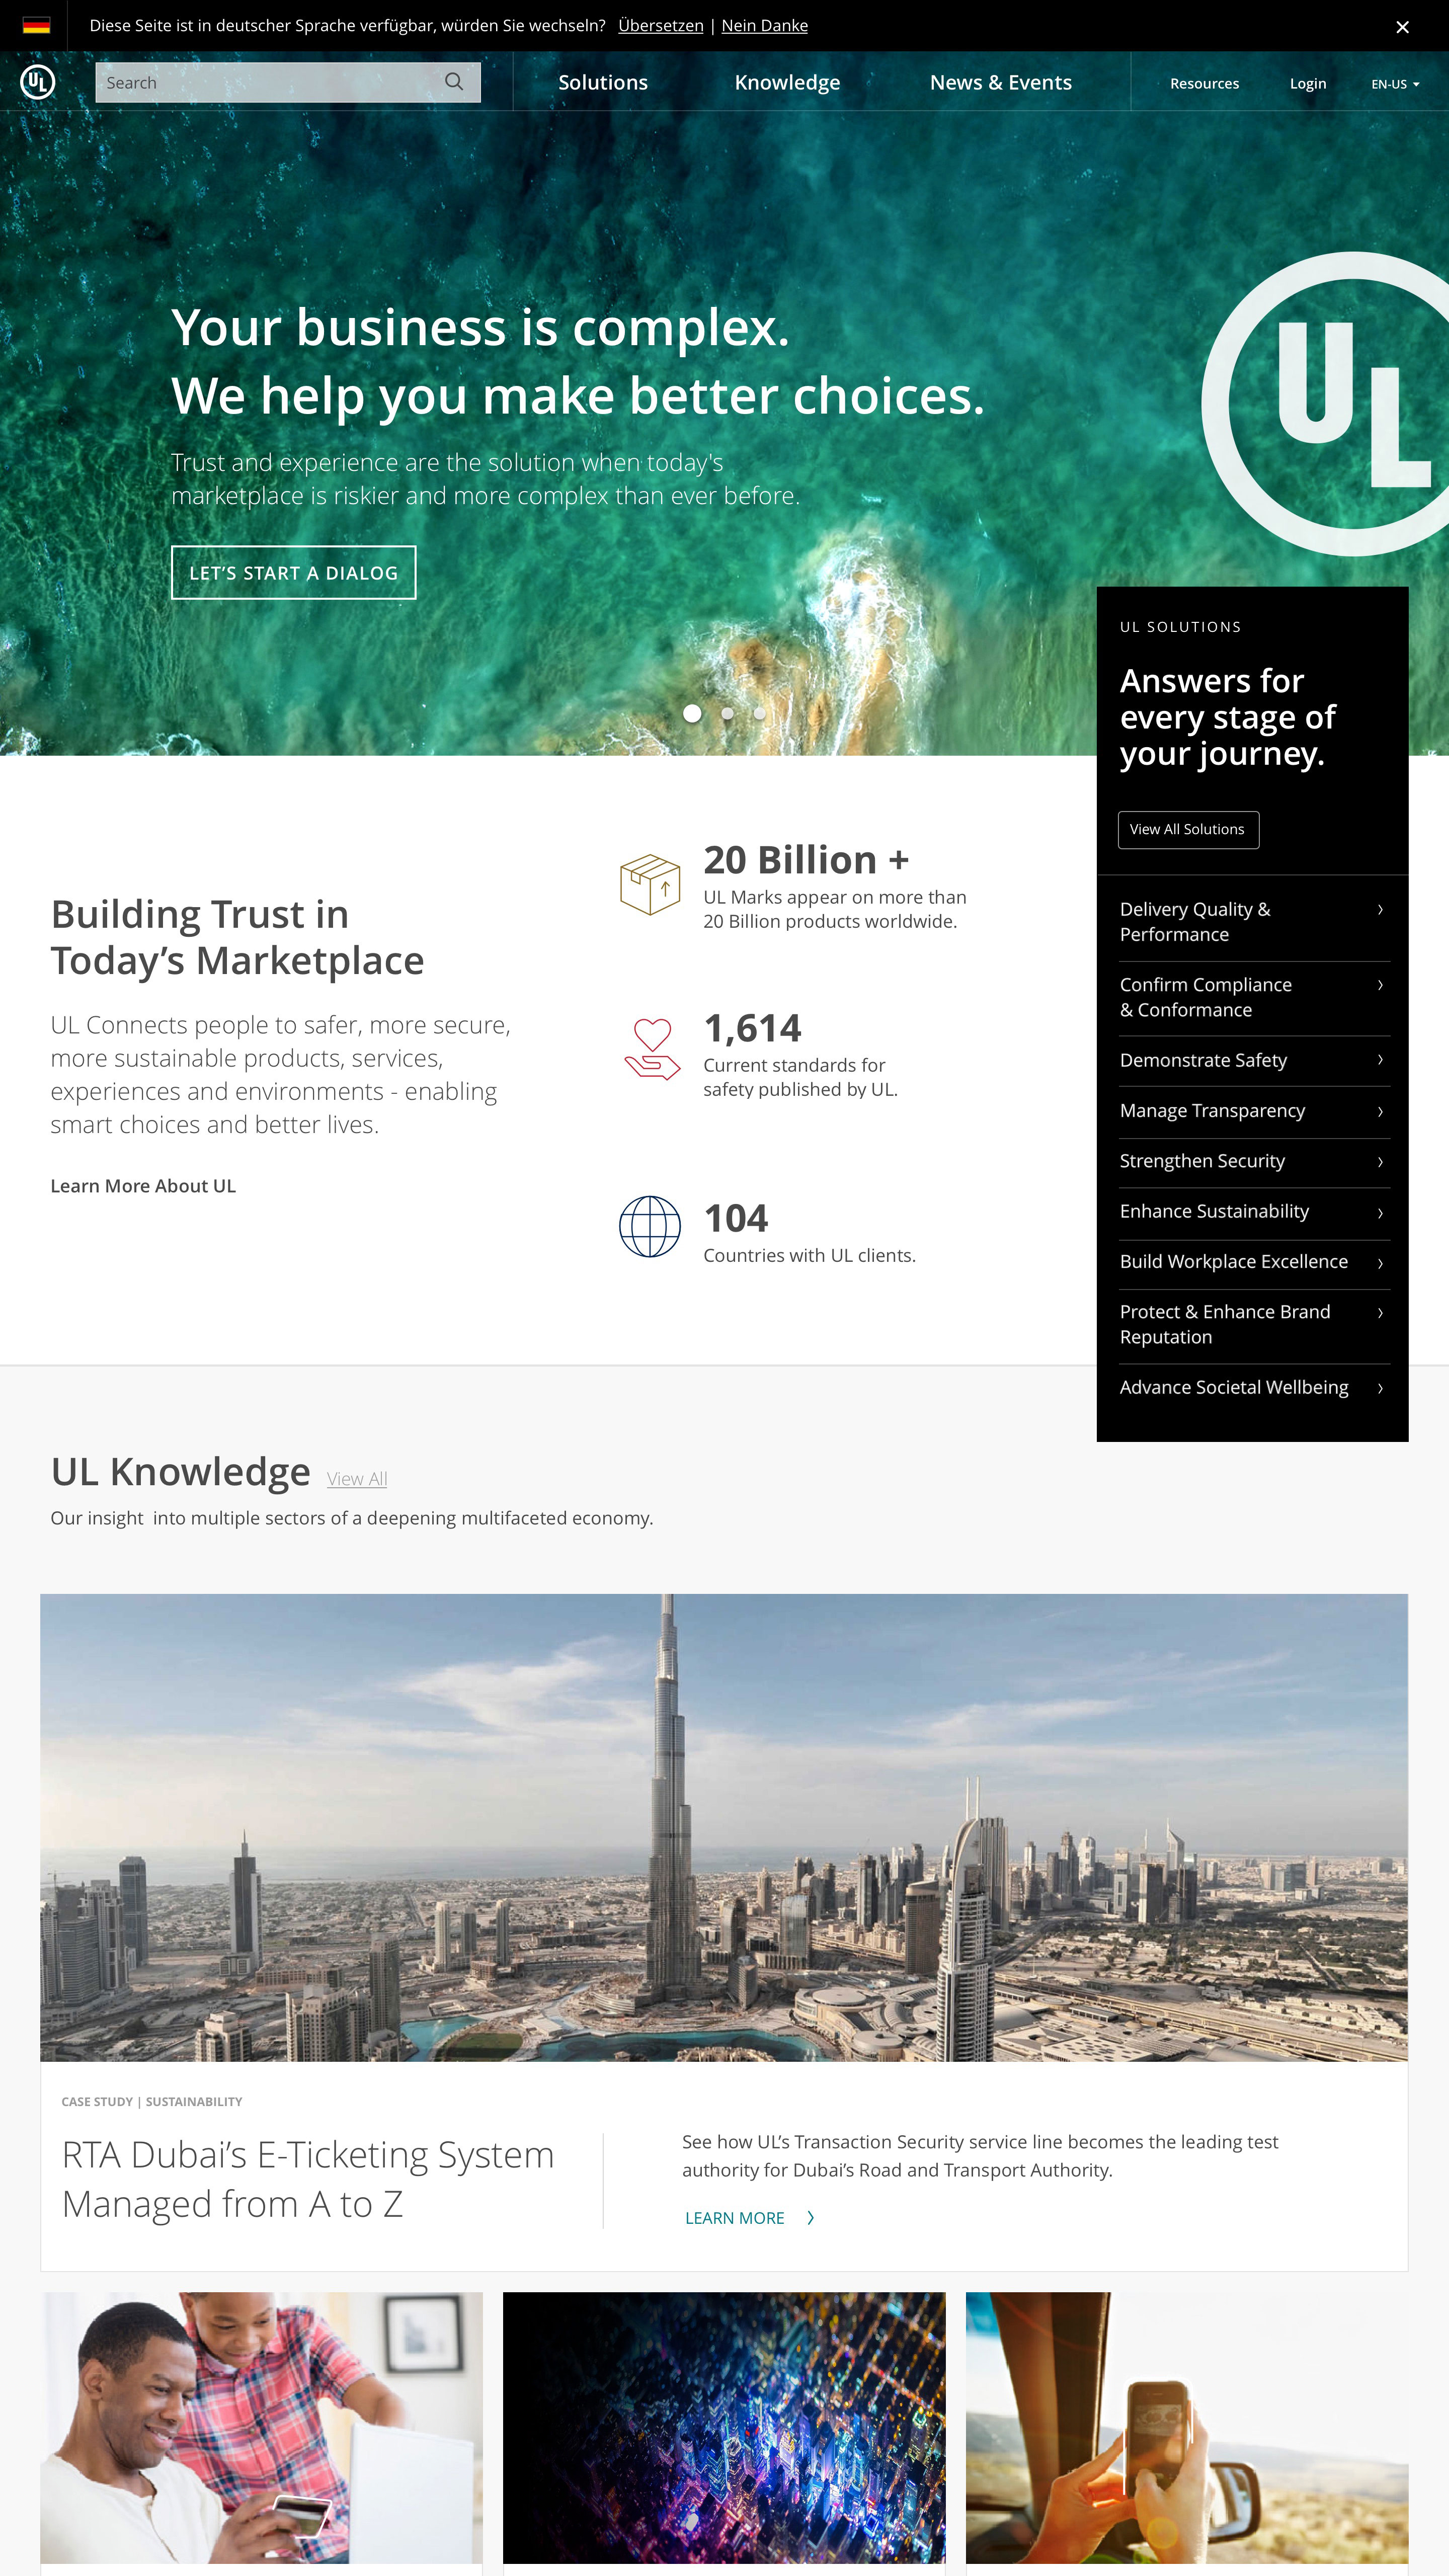 Diese Seite ist in deutscher Sprache verfügbar, würden Sie wechseln? Übersetzen | Nein Danke
UL
Search
Solutions
Knowledge
News & Events
Resources
Login
EN-US
Your business is complex.
We help you make better choices.
Trust and experience are the solution when today's
marketplace is riskier and more complex than ever before.
LET’S START A DIALOG
UL
UL SOLUTIONS
Answers for
every stage of
your journey.
View All Solutions
Delivery Quality &
Performance
Confirm Compliance
& Conformance
Demonstrate Safety
Manage Transparency
Strengthen Security
Enhance Sustainability
Build Workplace Excellence
Protect & Enhance Brand
Reputation
Advance Societal Wellbeing
Building Trust in
Today’s Marketplace
UL Connects people to safer, more secure,
more sustainable products, services,
experiences and environments - enabling
smart choices and better lives.
Learn More About UL
20 Billion +
UL Marks appear on more than
20 Billion products worldwide.
1,614
Current standards for
safety published by UL.
104
Countries with UL clients.
UL Knowledge View All
Our insight  into multiple sectors of a deepening multifaceted economy.
CASE STUDY | SUSTAINABILITY
RTA Dubai’s E-Ticketing System
Managed from A to Z
See how UL’s Transaction Security service line becomes the leading test
authority for Dubai’s Road and Transport Authority.
LEARN MORE